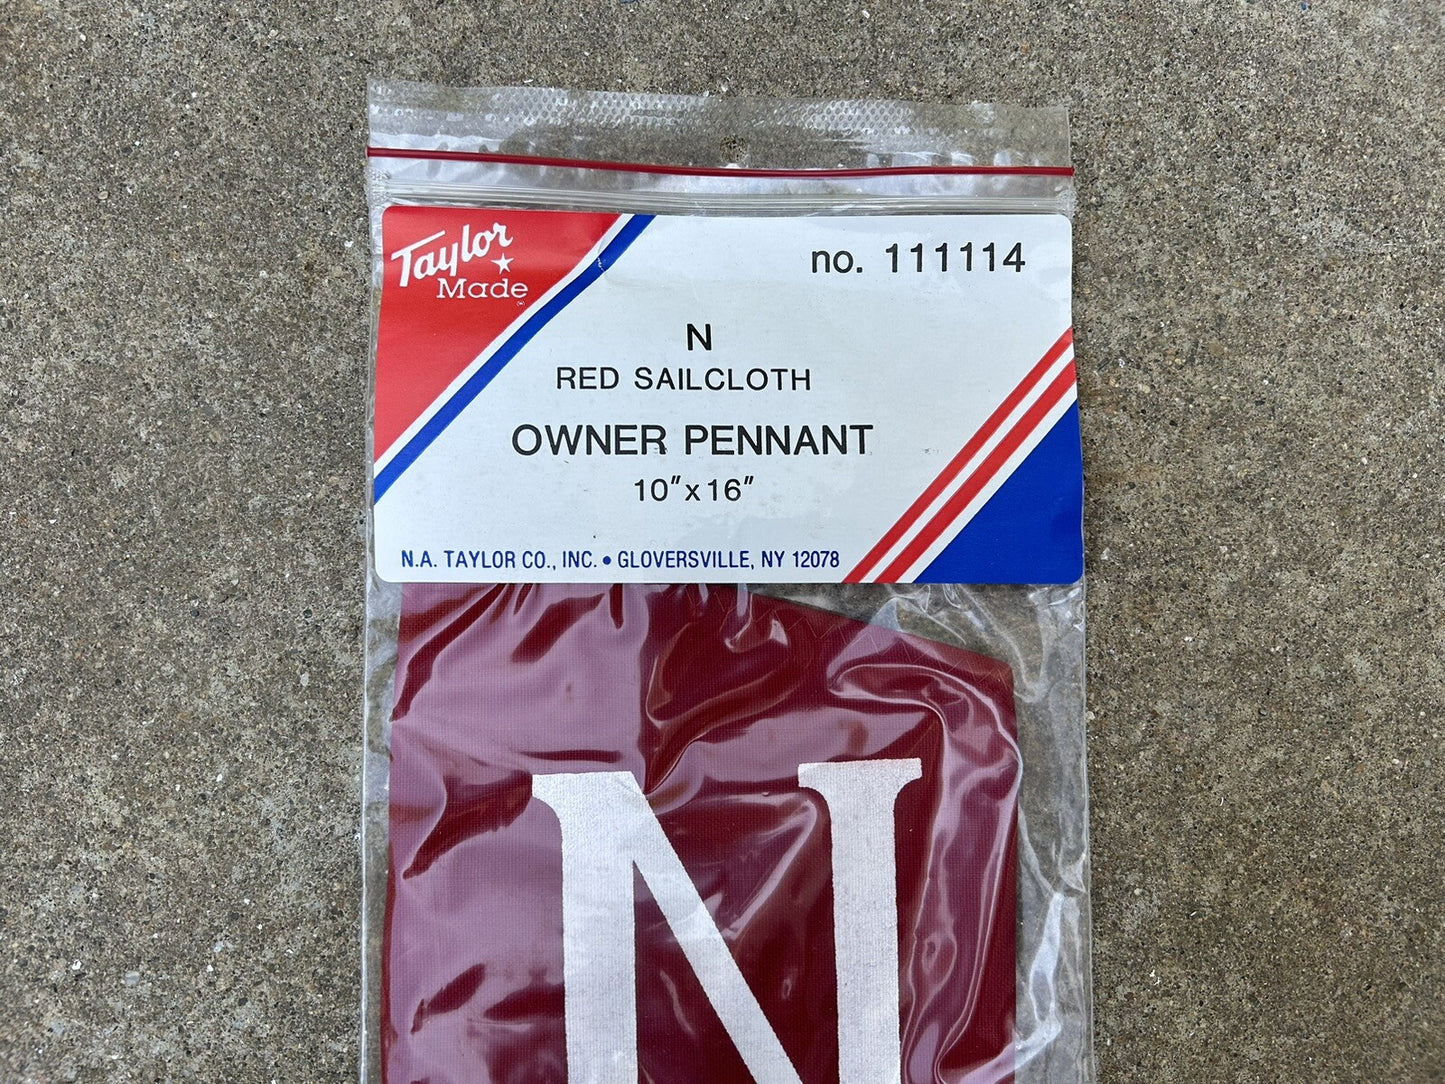 Taylor
Made
no. 111114
N
RED SAILCLOTH
OWNER PENNANT
10"x16"
N.A. TAYLOR CO., INC. • GLOVERSVILLE, NY 12078
N